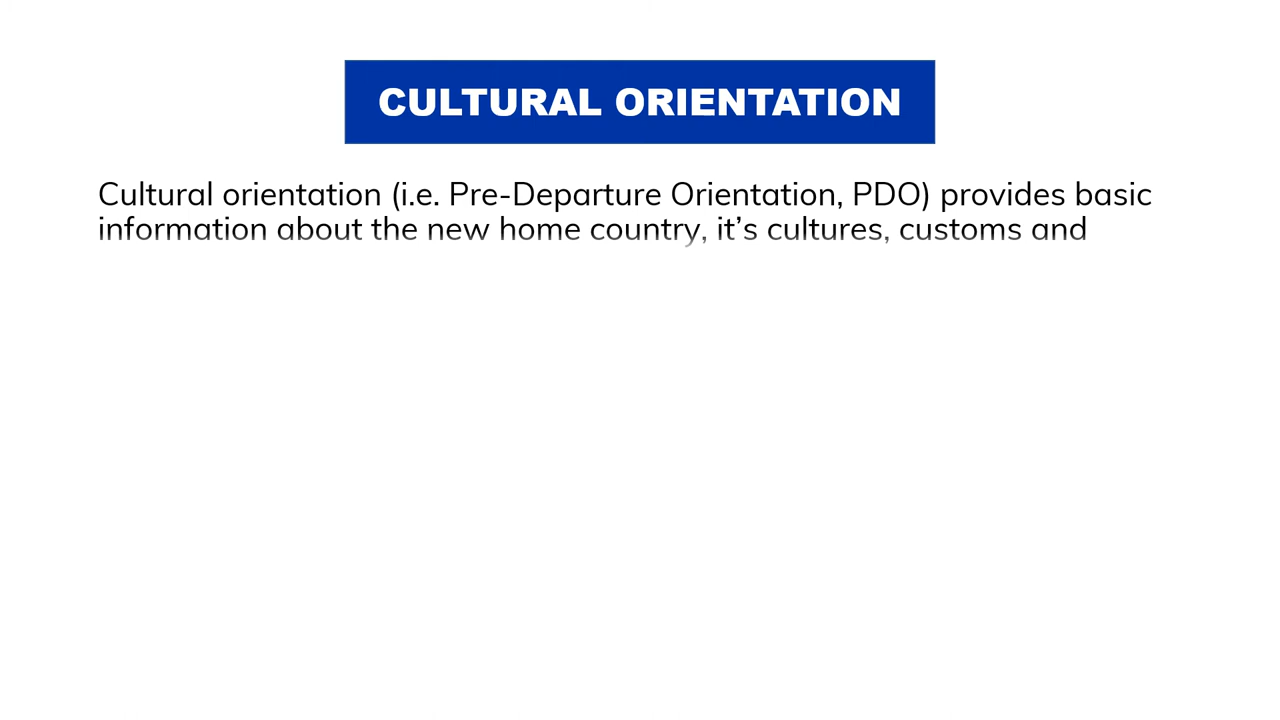 CULTURAL ORIENTATION
Cultural orientation (i.e. Pre-Departure Orientation, PDO) provides basic
information about the new home country, it’s cultures, customs and